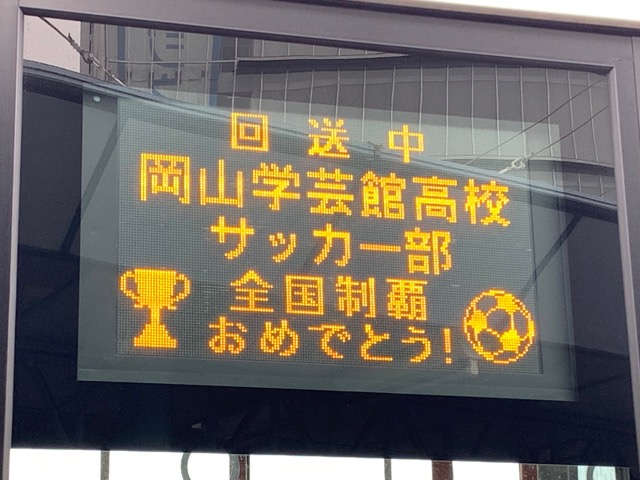 回送中
岡山学芸館高校
サッカー部
全国制覇
おめでとう!